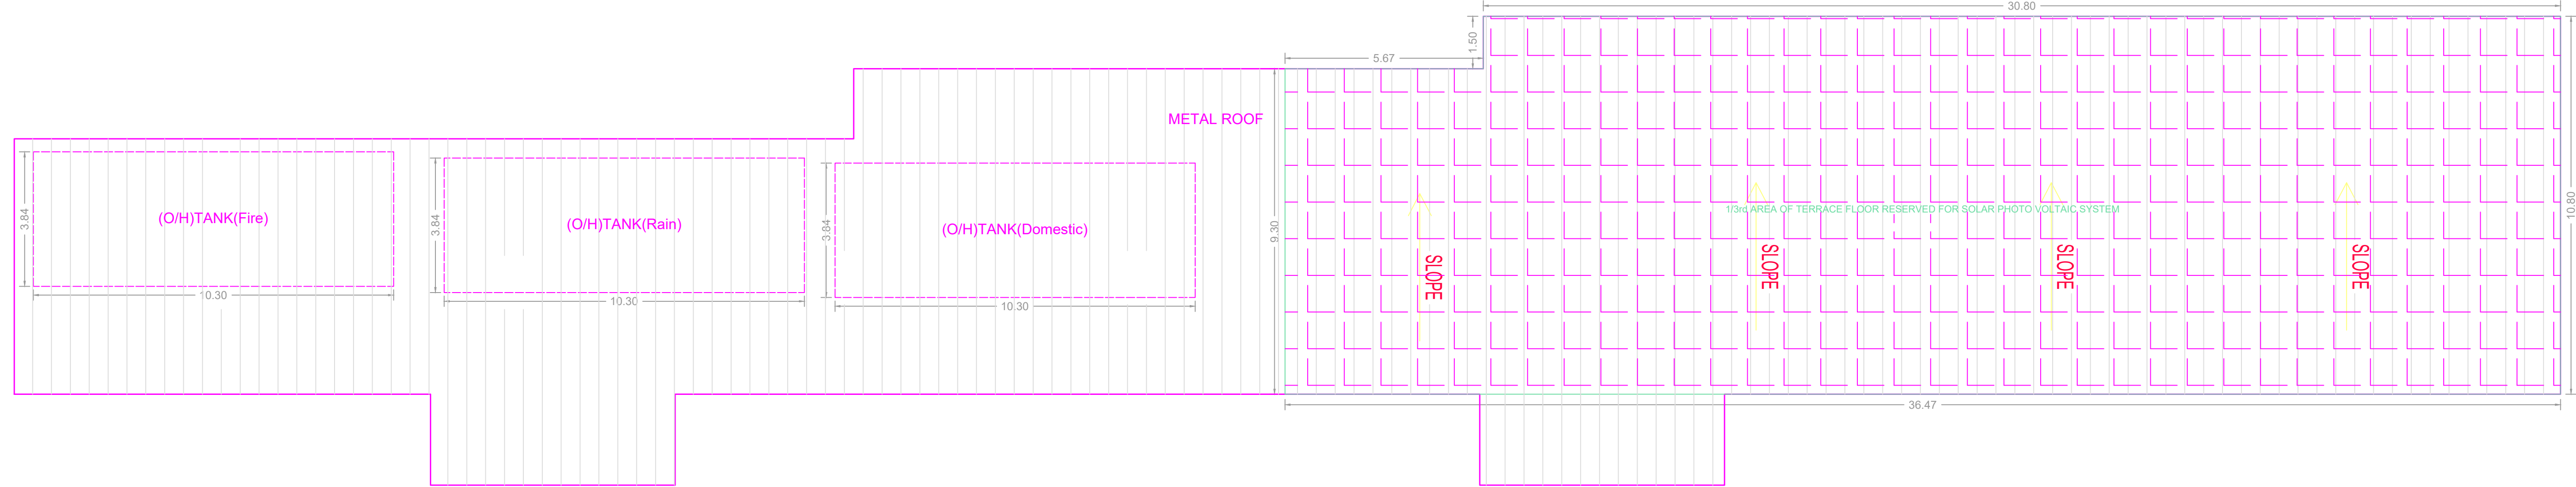 30.80
1.50
5.67
METAL ROOF
(O/H)TANK(Fire)
(O/H)TANK(Rain)
(O/H)TANK(Domestic)
3.84
3.84
3.84
9.30
10.80
1/3rd AREA OF TERRACE FLOOR RESERVED FOR SOLAR PHOTO VOLTAIC SYSTEM
SLOPE
SLOPE
SLOPE
SLOPE
10.30
10.30
10.30
36.47